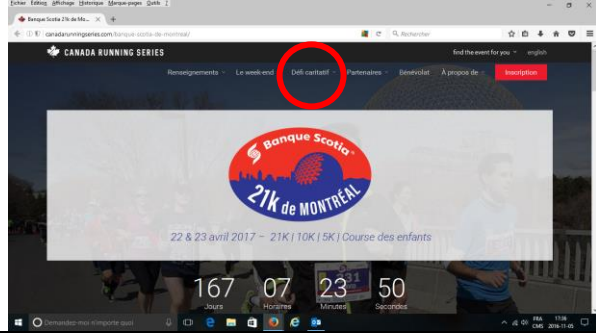 Fichier Édition Affichage Historique Marque-pages Outils ?
Banque Scotia 21k de Mo... × +
canadarunningseries.com/banque-scotia-21k-de-montreal/ Rechercher
CANADA RUNNING SERIES find the event for you english
Renseignements Le week-end Défi caritatif Partenaires Bénévolat À propos de Inscription
Banque Scotia
21K de MONTRÉAL
22 & 23 avril 2017 – 21K | 10K | 5K | Course des enfants
167 07 23 50
Jours Horaires Minutes Secondes
Demandez-moi n'importe quoi
FRA 17:39
CMS 2016-11-05